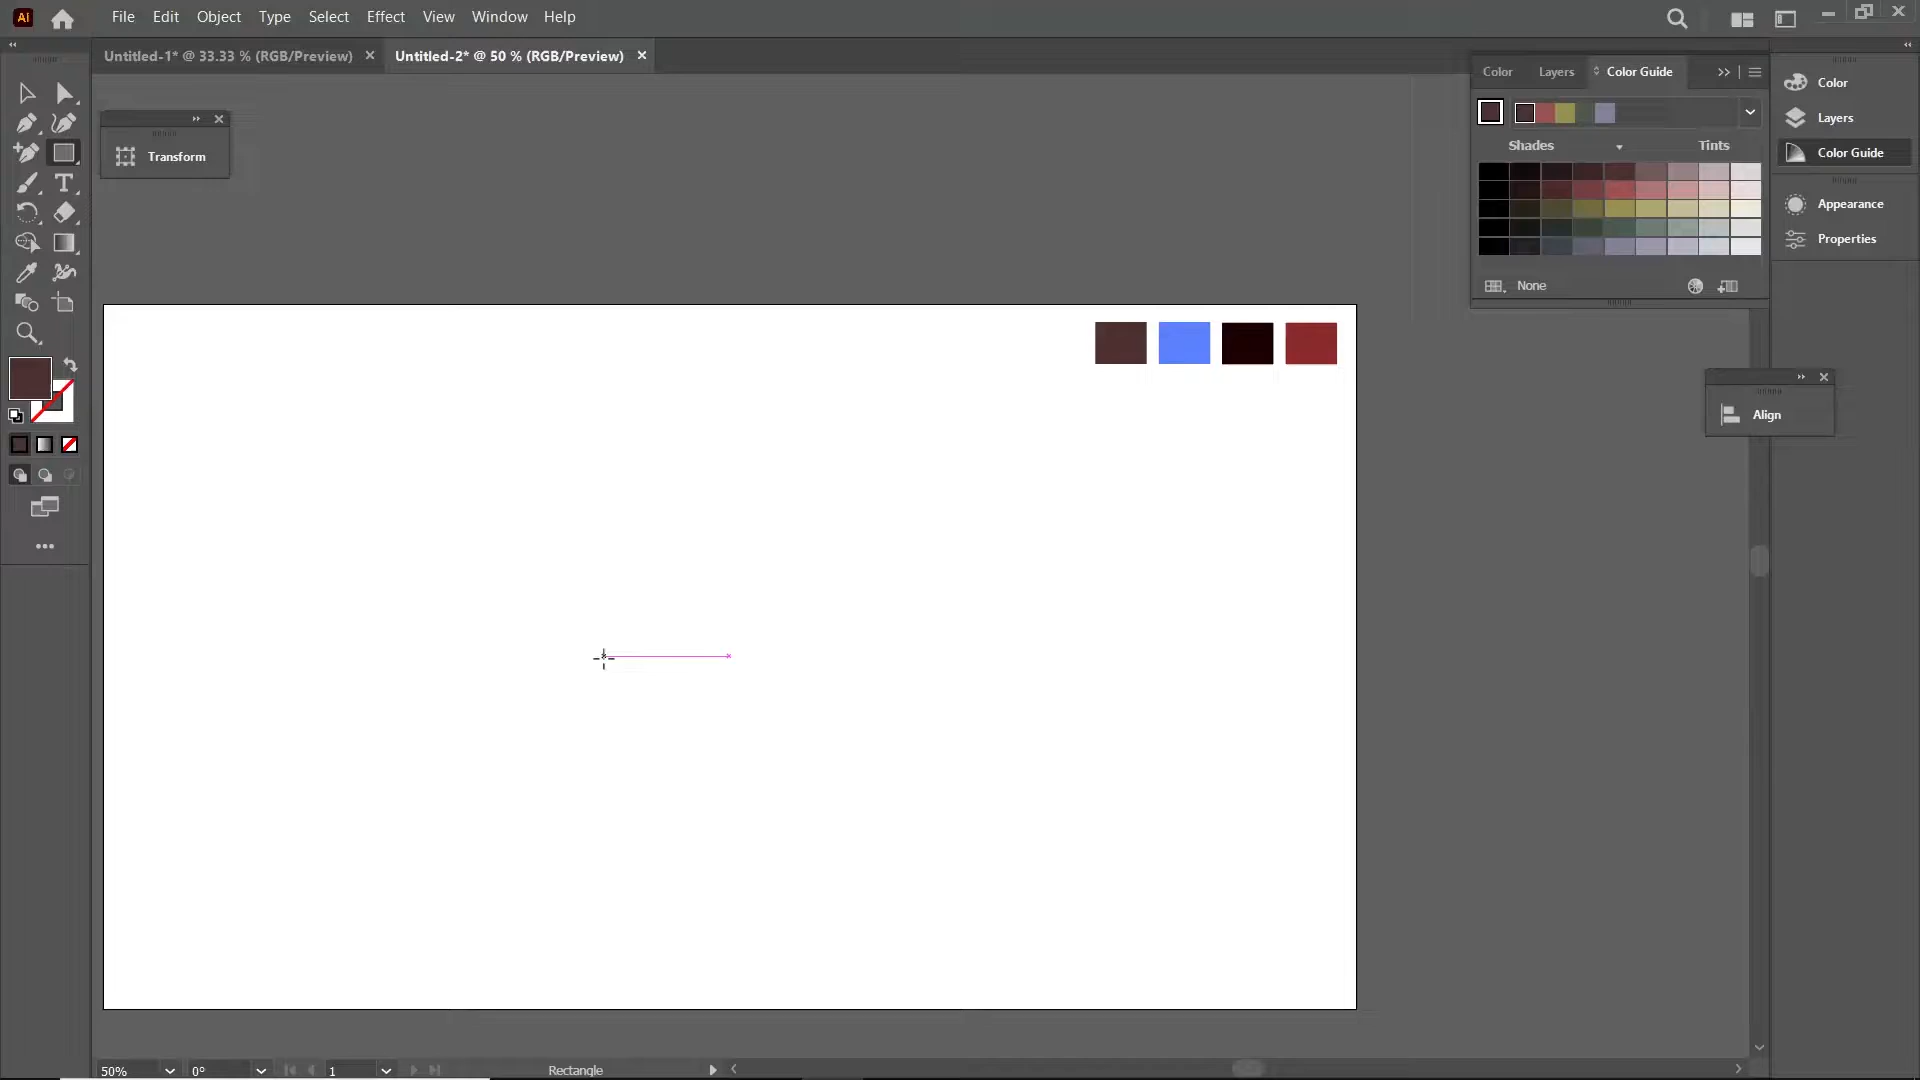 Ai
File Edit Object Type Select Effect View Window Help
Untitled-1* @ 33.33 % (RGB/Preview) ×
Untitled-2* @ 50 % (RGB/Preview) ×
Transform
Color Layers Color Guide
Shades Tints
None
Color
Layers
Color Guide
Appearance
Properties
Align
50% 0° 1 Rectangle